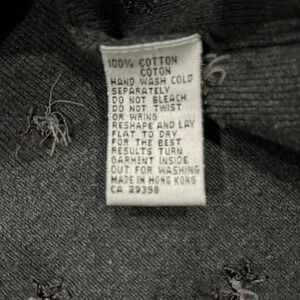 100% COTTON
COTON
HAND WASH COLD
SEPARATELY
DO NOT BLEACH
DO NOT TWIST
OR WRING
RESHAPE AND LAY
FLAT TO DRY
FOR THE BEST
RESULTS TURN
GARMENT INSIDE
OUT FOR WASHING
MADE IN HONG KONG
CA 29398